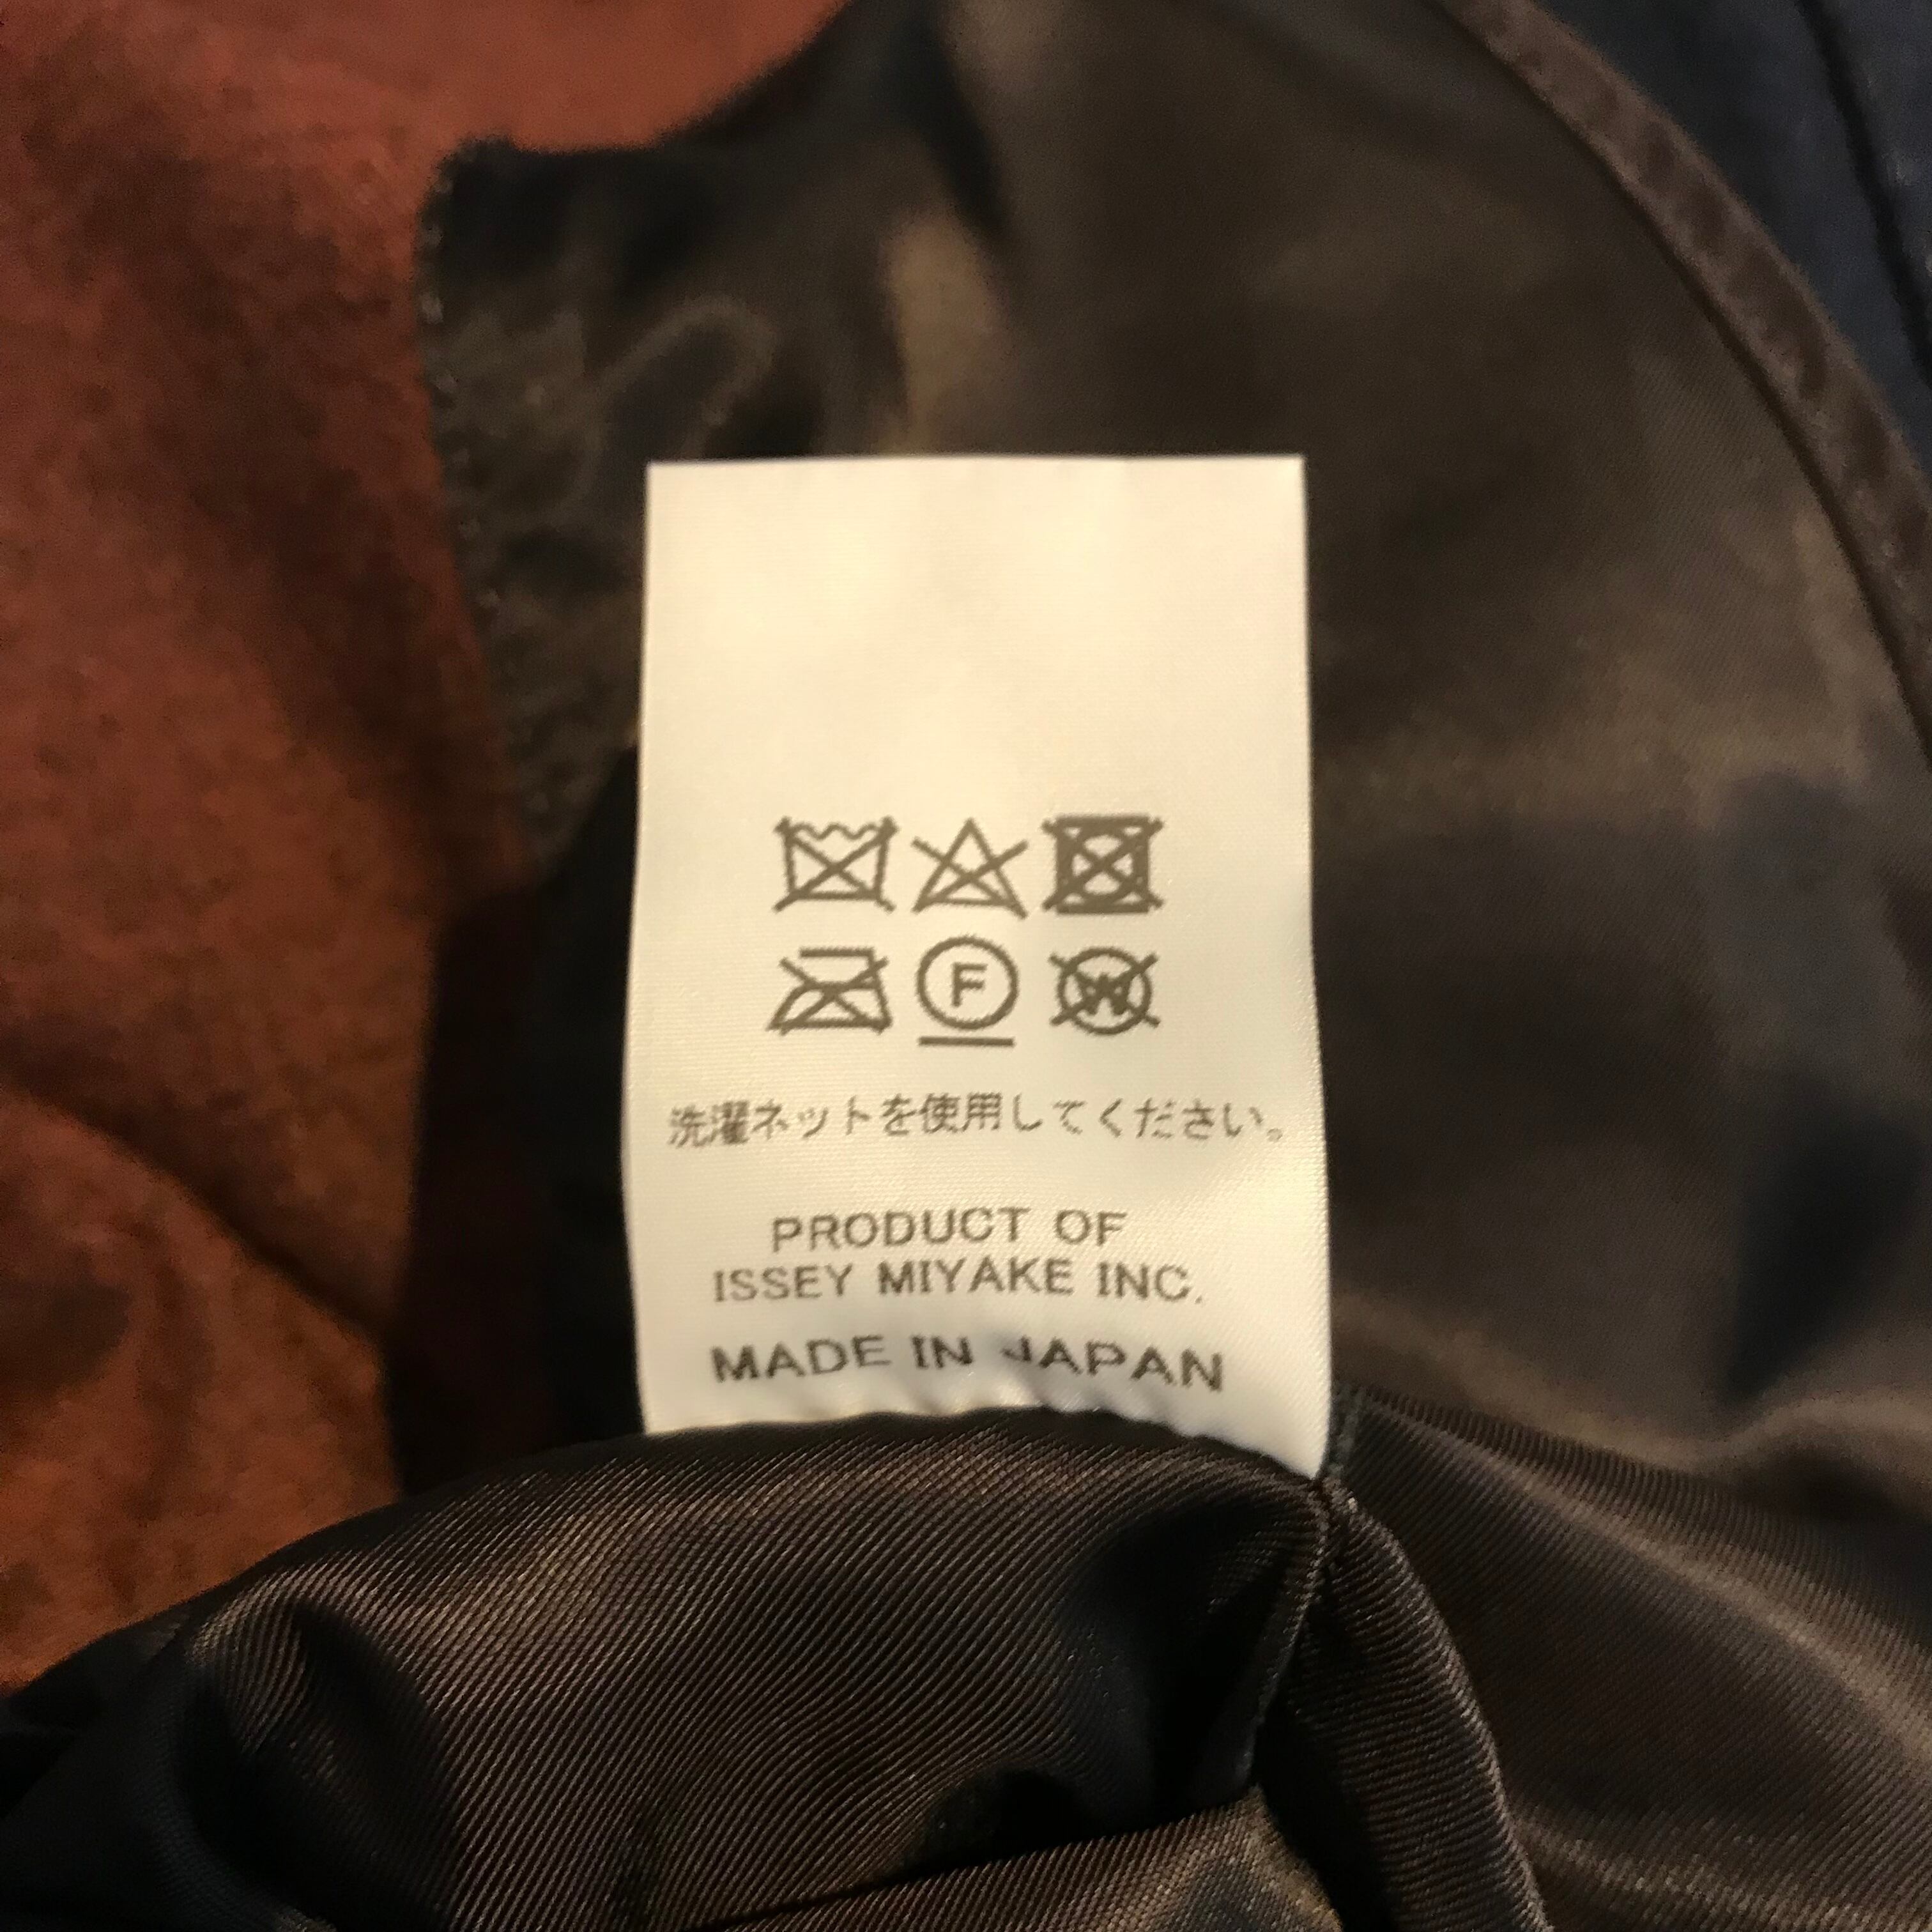 F W
洗濯ネットを使用してください。
PRODUCT OF
ISSEY MIYAKE INC.
MADE IN JAPAN